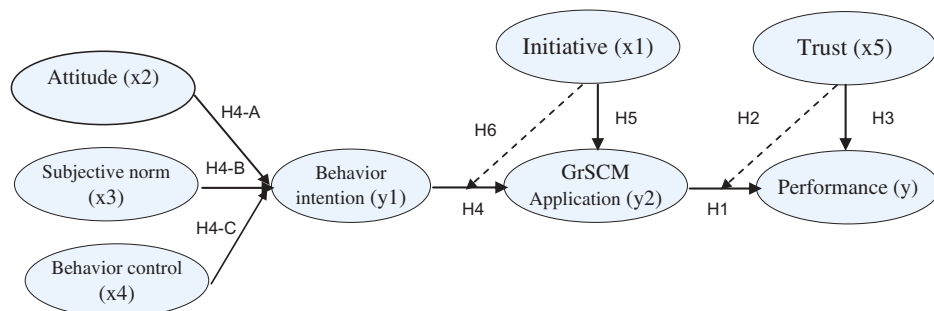 Initiative (x1)
Trust (x5)
Attitude (x2)
H4-A
H6
H5
H2
H3
Subjective norm
(x3)
H4-B
Behavior
intention (y1)
H4
GrSCM
Application (y2)
H1
Performance (y)
H4-C
Behavior control
(x4)